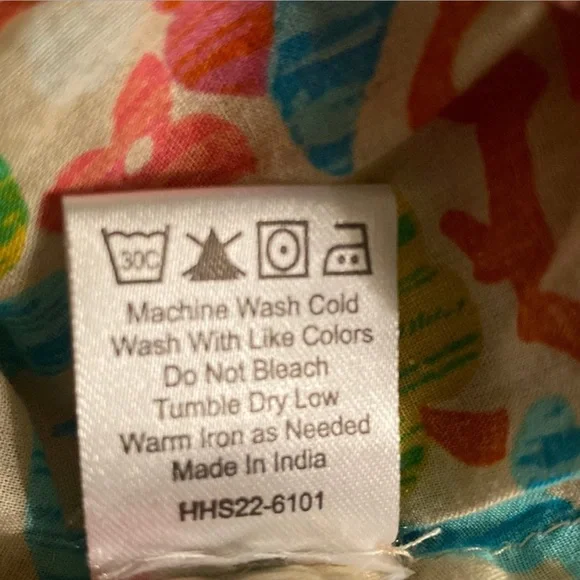 30C
Machine Wash Cold
Wash With Like Colors
Do Not Bleach
Tumble Dry Low
Warm Iron as Needed
Made In India
HHS22-6101